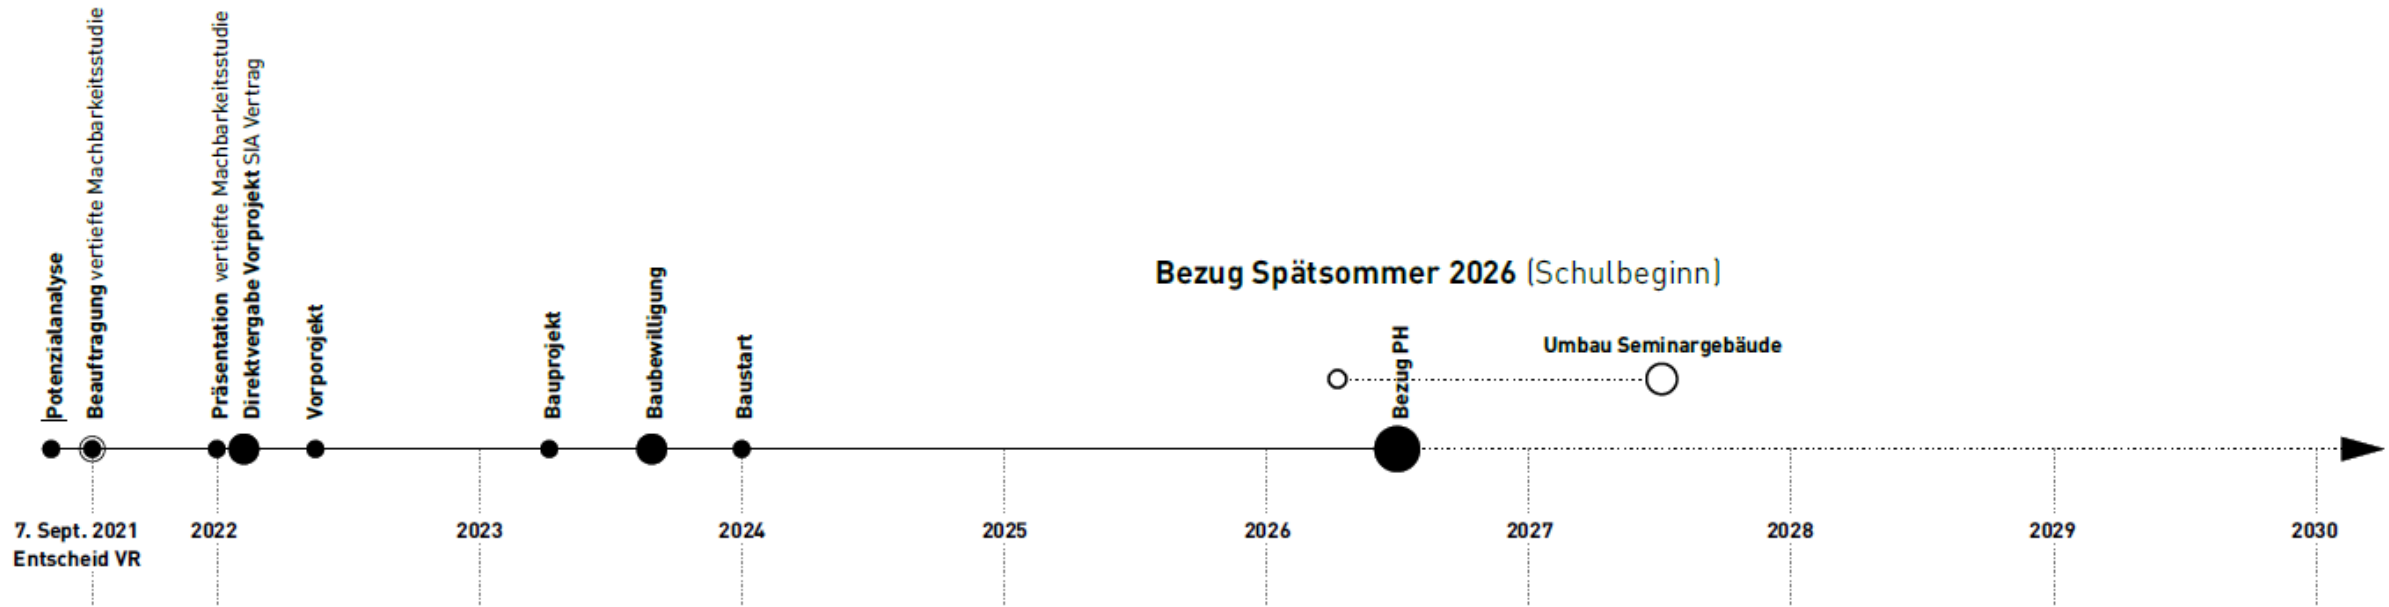 Potenzialanalyse
Beauftragung vertiefte Machbarkeitsstudie
Präsentation vertiefte Machbarkeitsstudie
Direktvergabe Vorprojekt SIA Vertrag
Vorporojekt
Bauprojekt
Baubewilligung
Baustart
Bezug Spätsommer 2026 (Schulbeginn)
Bezug PH
Umbau Seminargebäude
7. Sept. 2021
Entscheid VR
2022
2023
2024
2025
2026
2027
2028
2029
2030